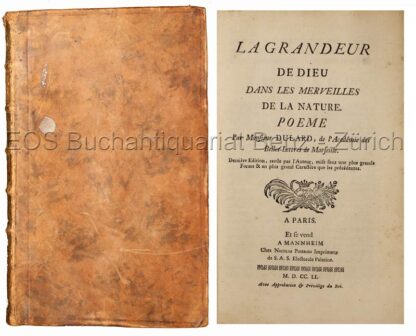 LA GRANDEUR
DE DIEU
DANS LES MERVEILLES
DE LA NATURE.
POEME
Par Monsieur DULARD, de l'Académie des
Belles Lettres de Marseille.
Derniere Edition, revûe par l'Auteur, mise sous une plus grande
Forme & en plus grand Caractère que les précédentes.
A PARIS.
Et se vend
A MANNHEIM
Chez Nicolas Imprimeur
de S. A. S. Electorale Palatine.
M. D. CC. LI.
Avec Approbation & Privilége du Roi.
EOS Buchantiquariat Benz - Zürich